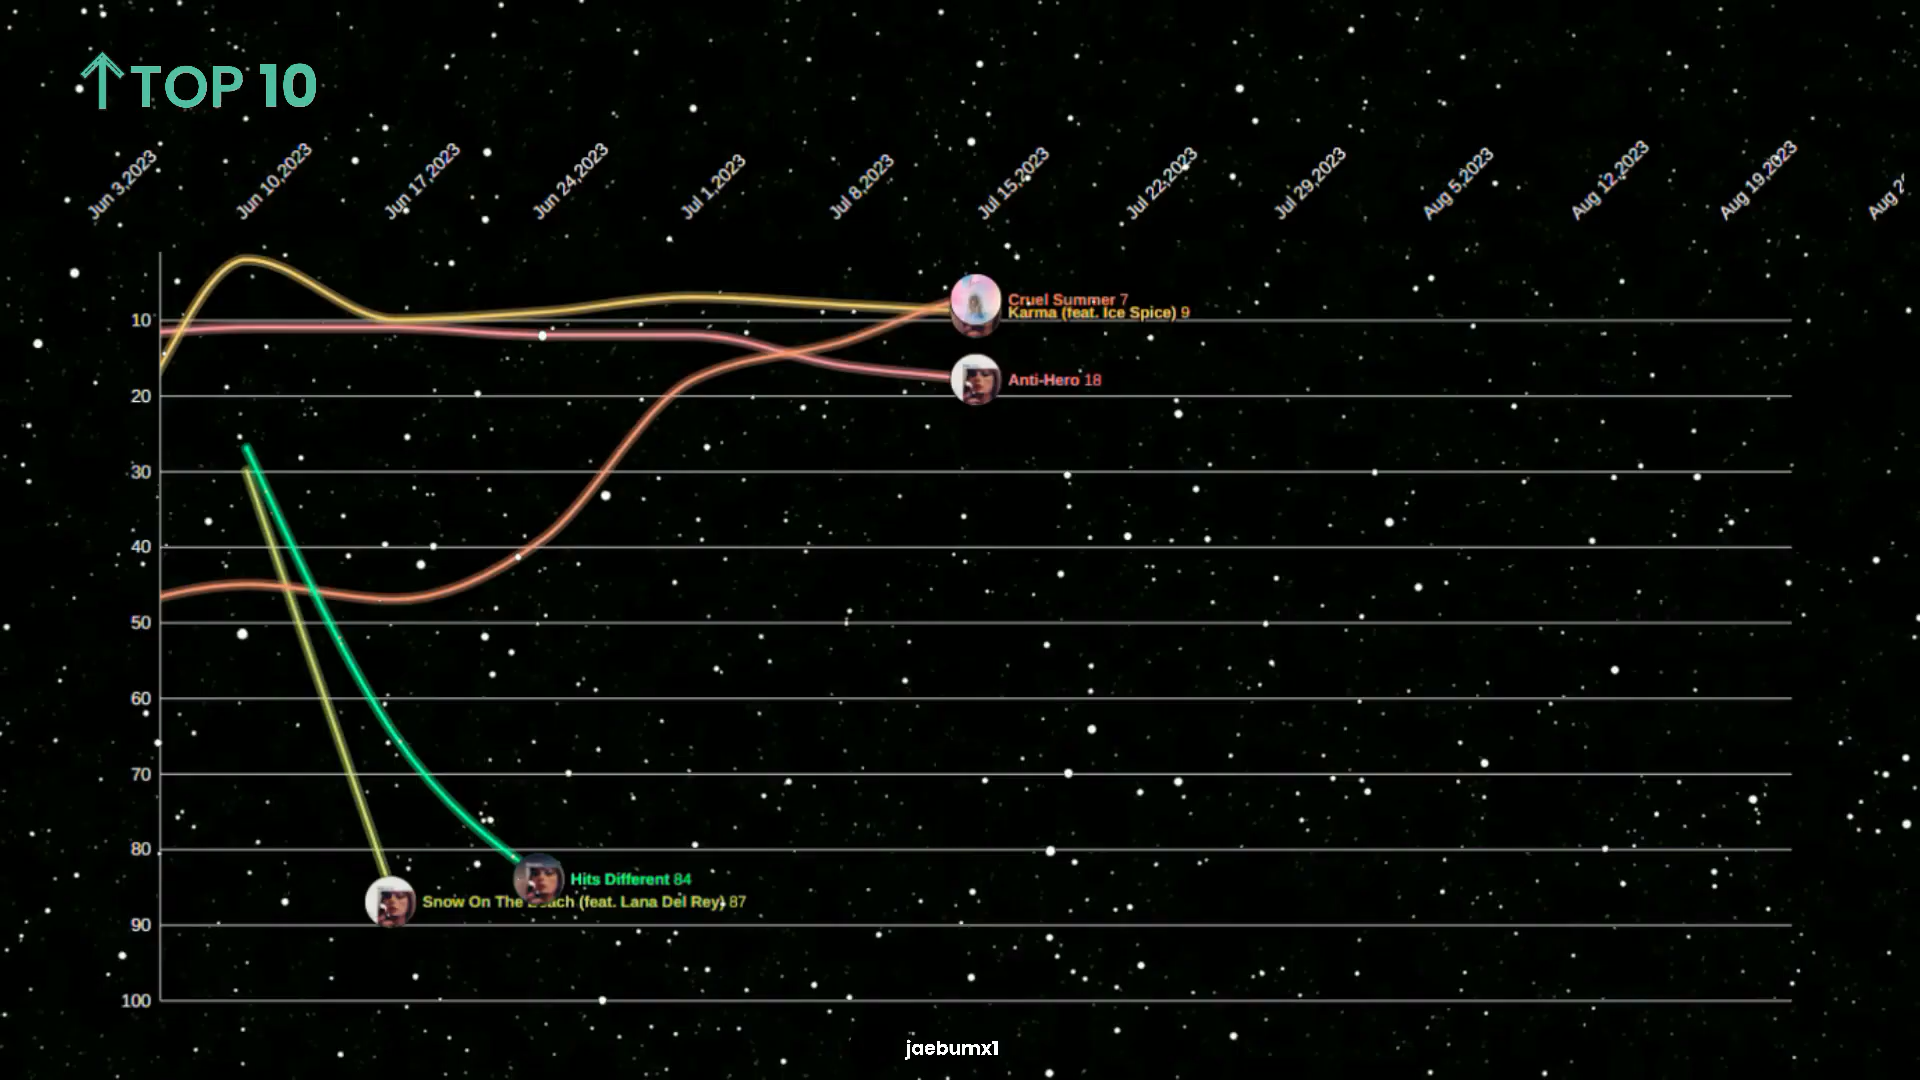 ↑TOP 10
Jun 3,2023
Jun 10,2023
Jun 17,2023
Jun 24,2023
Jul 1,2023
Jul 8,2023
Jul 15,2023
Jul 22,2023
Jul 29,2023
Aug 5,2023
Aug 12,2023
Aug 19,2023
Aug
Cruel Summer 7
Karma (feat. Ice Spice) 9
10
Anti-Hero 18
20
30
40
50
60
70
80
Hits Different 84
Snow On The Beach (feat. Lana Del Rey) 87
90
100
jaebumx1